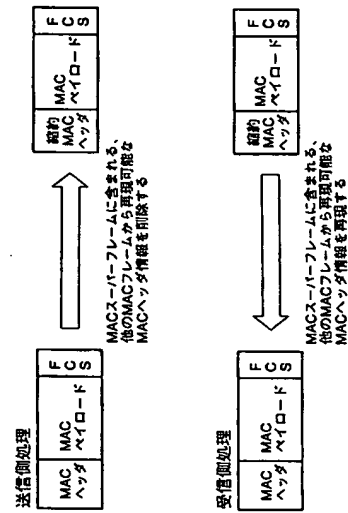 送信側処理
MAC
ヘッダ
MAC
ペイロード
F
C
S
MACスーパーフレームに含まれる、
他のMACフレームから再現可能な
MACヘッダ情報を削除する
縮約
MAC
ヘッダ
MAC
ペイロード
F
C
S
受信側処理
MAC
ヘッダ
MAC
ペイロード
F
C
S
MACスーパーフレームに含まれる、
他のMACフレームから再現可能な
MACヘッダ情報を再現する
縮約
MAC
ヘッダ
MAC
ペイロード
F
C
S